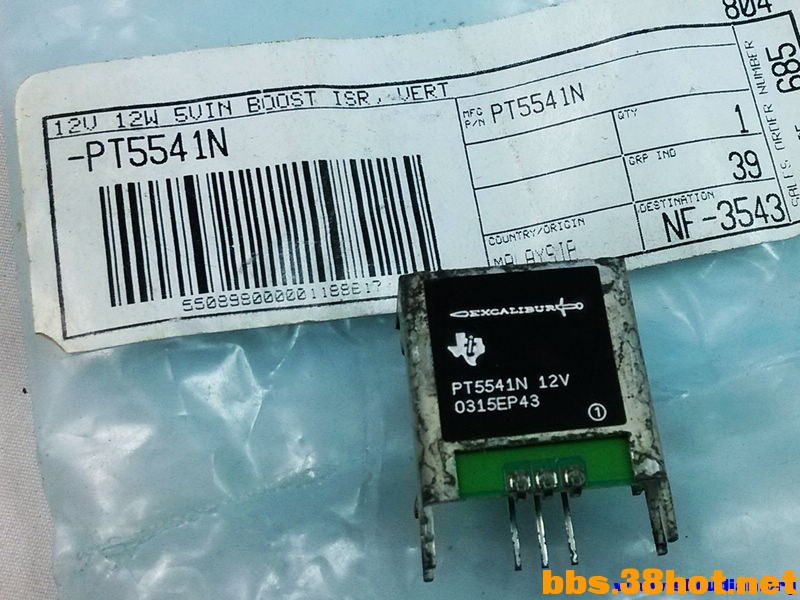 804
12V 12W 5VIN BOOST ISR, VERT
-PT5541N
MFG P/N PT5541N
QTY 1
GRP IND 39
DESTINATION
NF-3543
COUNTRY/ORIGIN
MALAYSIA
SALES ORDER NUMBER
685
EXCALIBUR
PT5541N 12V
0315EP43
1
bbs.38hot.net